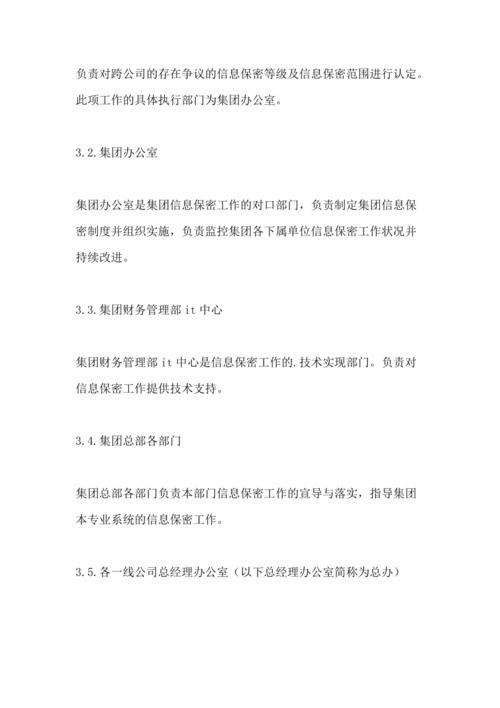 负责对跨公司的存在争议的信息保密等级及信息保密范围进行认定。
此项工作的具体执行部门为集团办公室。
3.2.集团办公室
集团办公室是集团信息保密工作的对口部门，负责制定集团信息保
密制度并组织实施，负责监控集团各下属单位信息保密工作状况并
持续改进。
3.3.集团财务管理部it中心
集团财务管理部it中心是信息保密工作的.技术实现部门。负责对
信息保密工作提供技术支持。
3.4.集团总部各部门
集团总部各部门负责本部门信息保密工作的宣导与落实，指导集团
本专业系统的信息保密工作。
3.5.各一线公司总经理办公室（以下总经理办公室简称为总办）